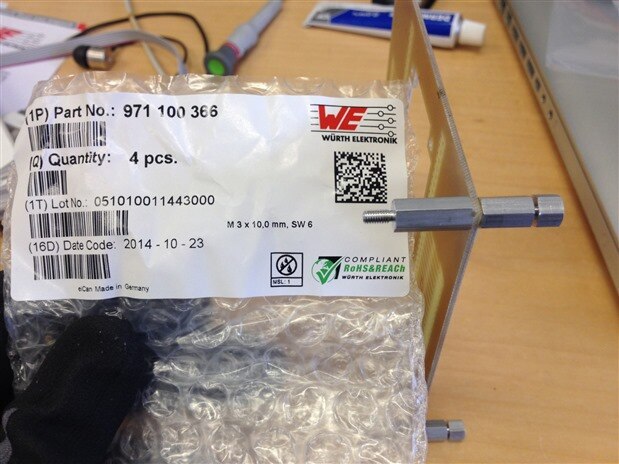 (1P) Part No.: 971 100 366
WE
WÜRTH ELEKTRONIK
(Q) Quantity: 4 pcs.
(1T) Lot No.: 051010011443000
M 3 x 10,0 mm, SW 6
(16D) Date Code: 2014 - 10 - 23
COMPLIANT
RoHS&REACh
WÜRTH ELEKTRONIK
MSL: 1
eiCan Made in Germany